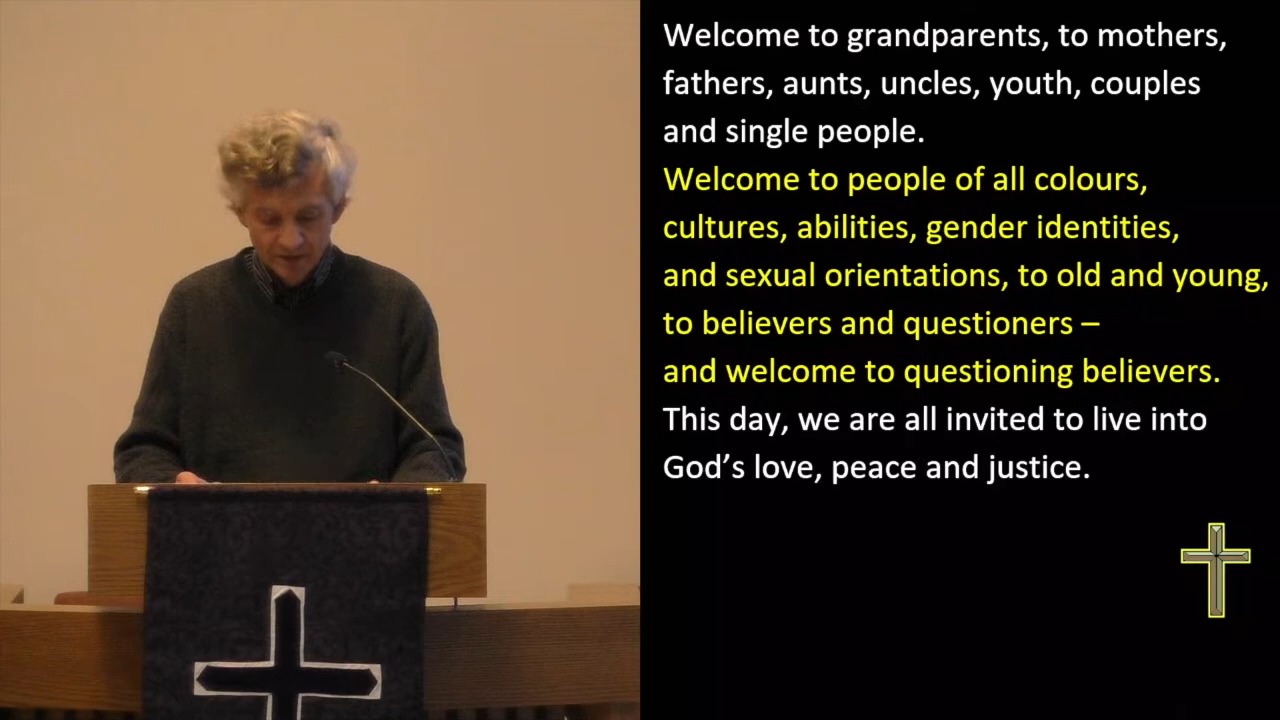 Welcome to grandparents, to mothers,
fathers, aunts, uncles, youth, couples
and single people.
Welcome to people of all colours,
cultures, abilities, gender identities,
and sexual orientations, to old and young,
to believers and questioners –
and welcome to questioning believers.
This day, we are all invited to live into
God’s love, peace and justice.